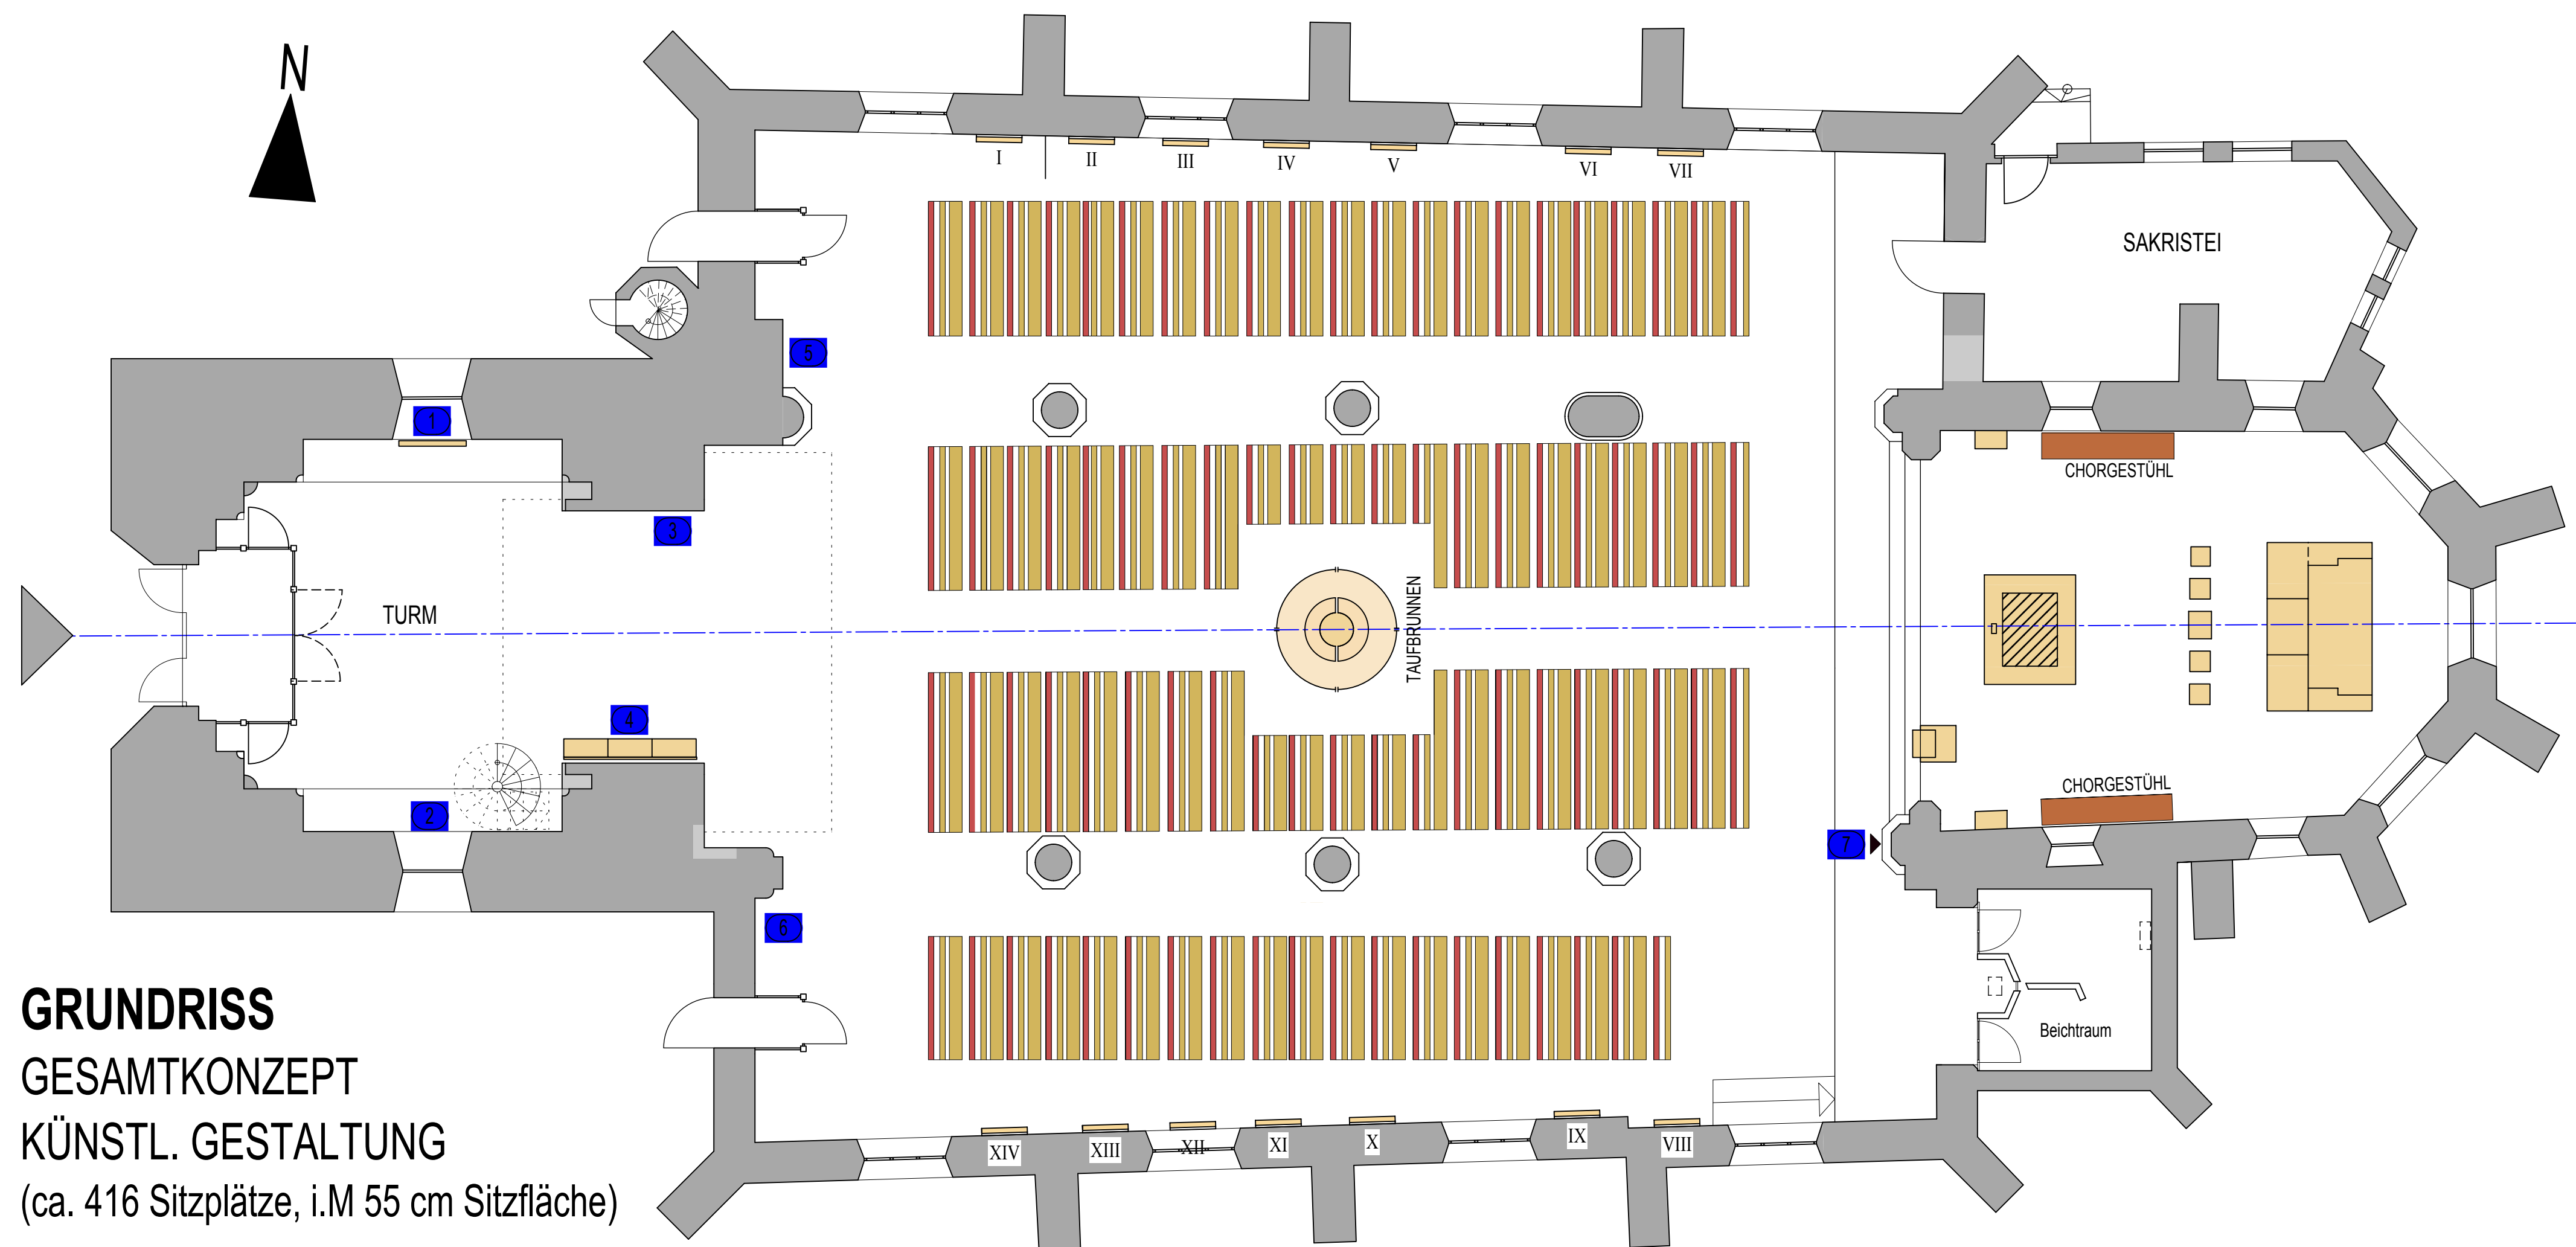 N
I
II
III
IV
V
VI
VII
SAKRISTEI
5
1
CHORGESTÜHL
3
TURM
TAUFBRUNNEN
4
2
CHORGESTÜHL
7
6
Beichtraum
XIV
XIII
XII
XI
X
IX
VIII
GRUNDRISS
GESAMTKONZEPT
KÜNSTL. GESTALTUNG
(ca. 416 Sitzplätze, i.M 55 cm Sitzfläche)